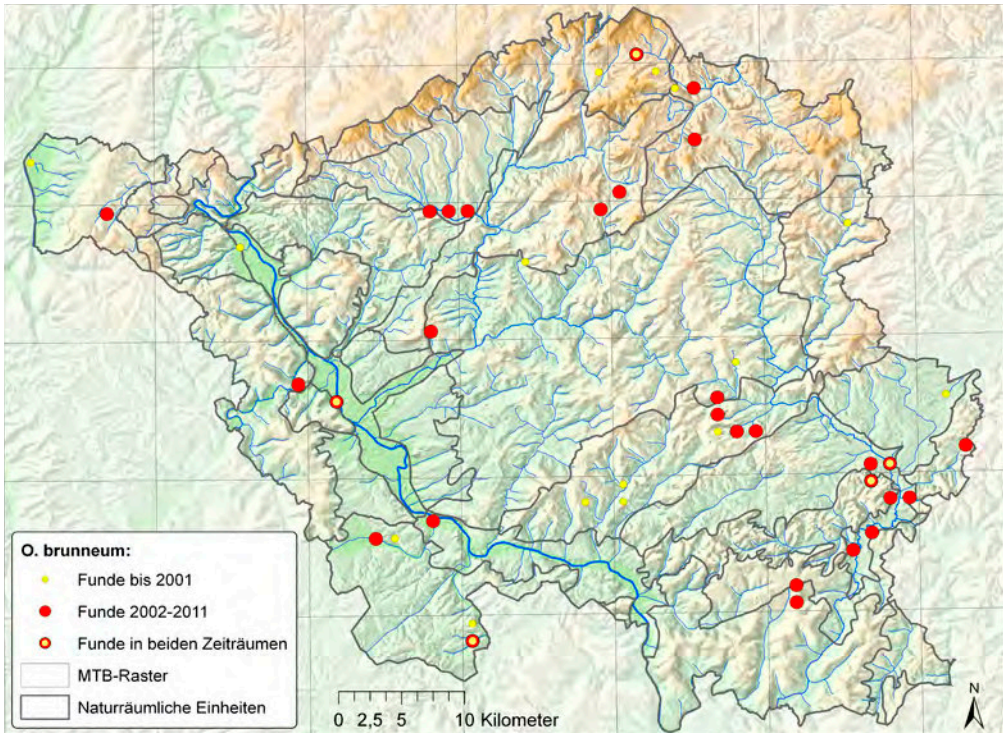 O. brunneum:
Funde bis 2001
Funde 2002-2011
Funde in beiden Zeiträumen
MTB-Raster
Naturräumliche Einheiten
0 2,5 5 10 Kilometer
N